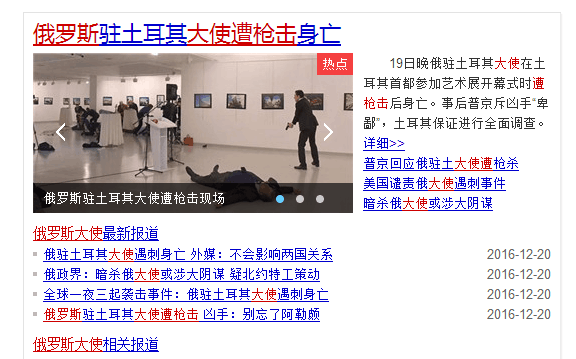 俄罗斯驻土耳其大使遭枪击身亡
热点
俄罗斯驻土耳其大使遭枪击现场
19日晚俄驻土耳其大使在土
耳其首都参加艺术展开幕式时遭
枪击后身亡。事后普京斥凶手“卑
鄙”，土耳其保证进行全面调查。
详细>>
普京回应俄驻土大使遭枪杀
美国谴责俄大使遇刺事件
暗杀俄大使或涉大阴谋
俄罗斯大使最新报道
俄驻土耳其大使遇刺身亡 外媒：不会影响两国关系 2016-12-20
俄政界：暗杀俄大使或涉大阴谋 疑北约特工策动 2016-12-20
全球一夜三起袭击事件：俄驻土耳其大使遇刺身亡 2016-12-20
俄罗斯驻土耳其大使遭枪击 凶手：别忘了阿勒颇 2016-12-20
俄罗斯大使相关报道